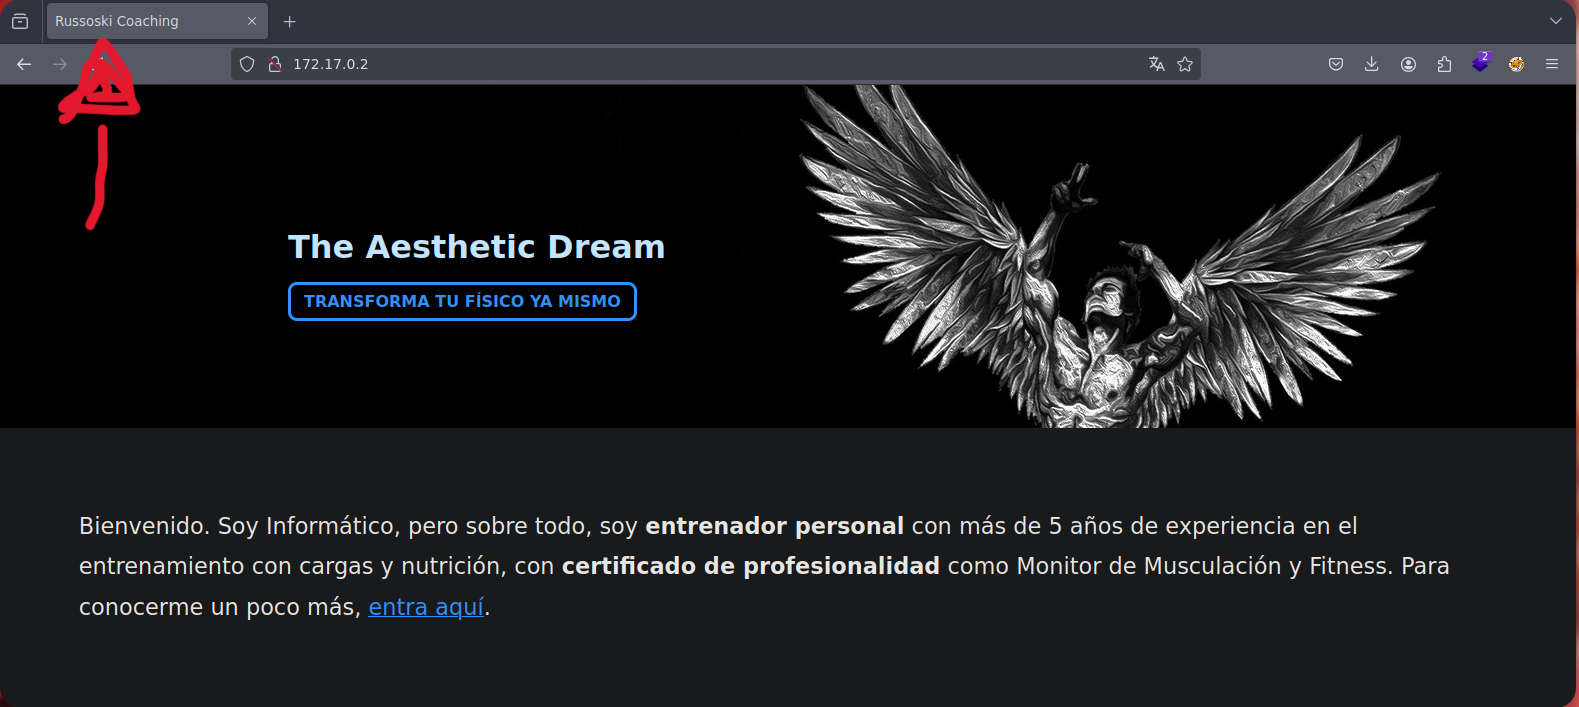 Russoski Coaching
172.17.0.2
2
The Aesthetic Dream
TRANSFORMA TU FÍSICO YA MISMO
Bienvenido. Soy Informático, pero sobre todo, soy entrenador personal con más de 5 años de experiencia en el
entrenamiento con cargas y nutrición, con certificado de profesionalidad como Monitor de Musculación y Fitness. Para
conocerme un poco más, entra aquí.